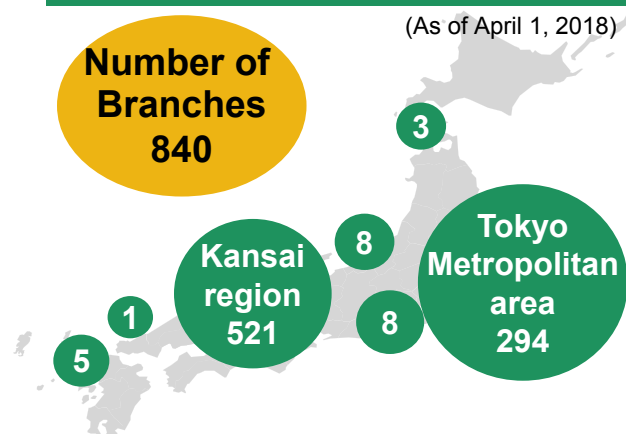 (As of April 1, 2018)
Number of
Branches
840
3
Tokyo
Metropolitan
area
294
8
Kansai
region
521
8
1
5